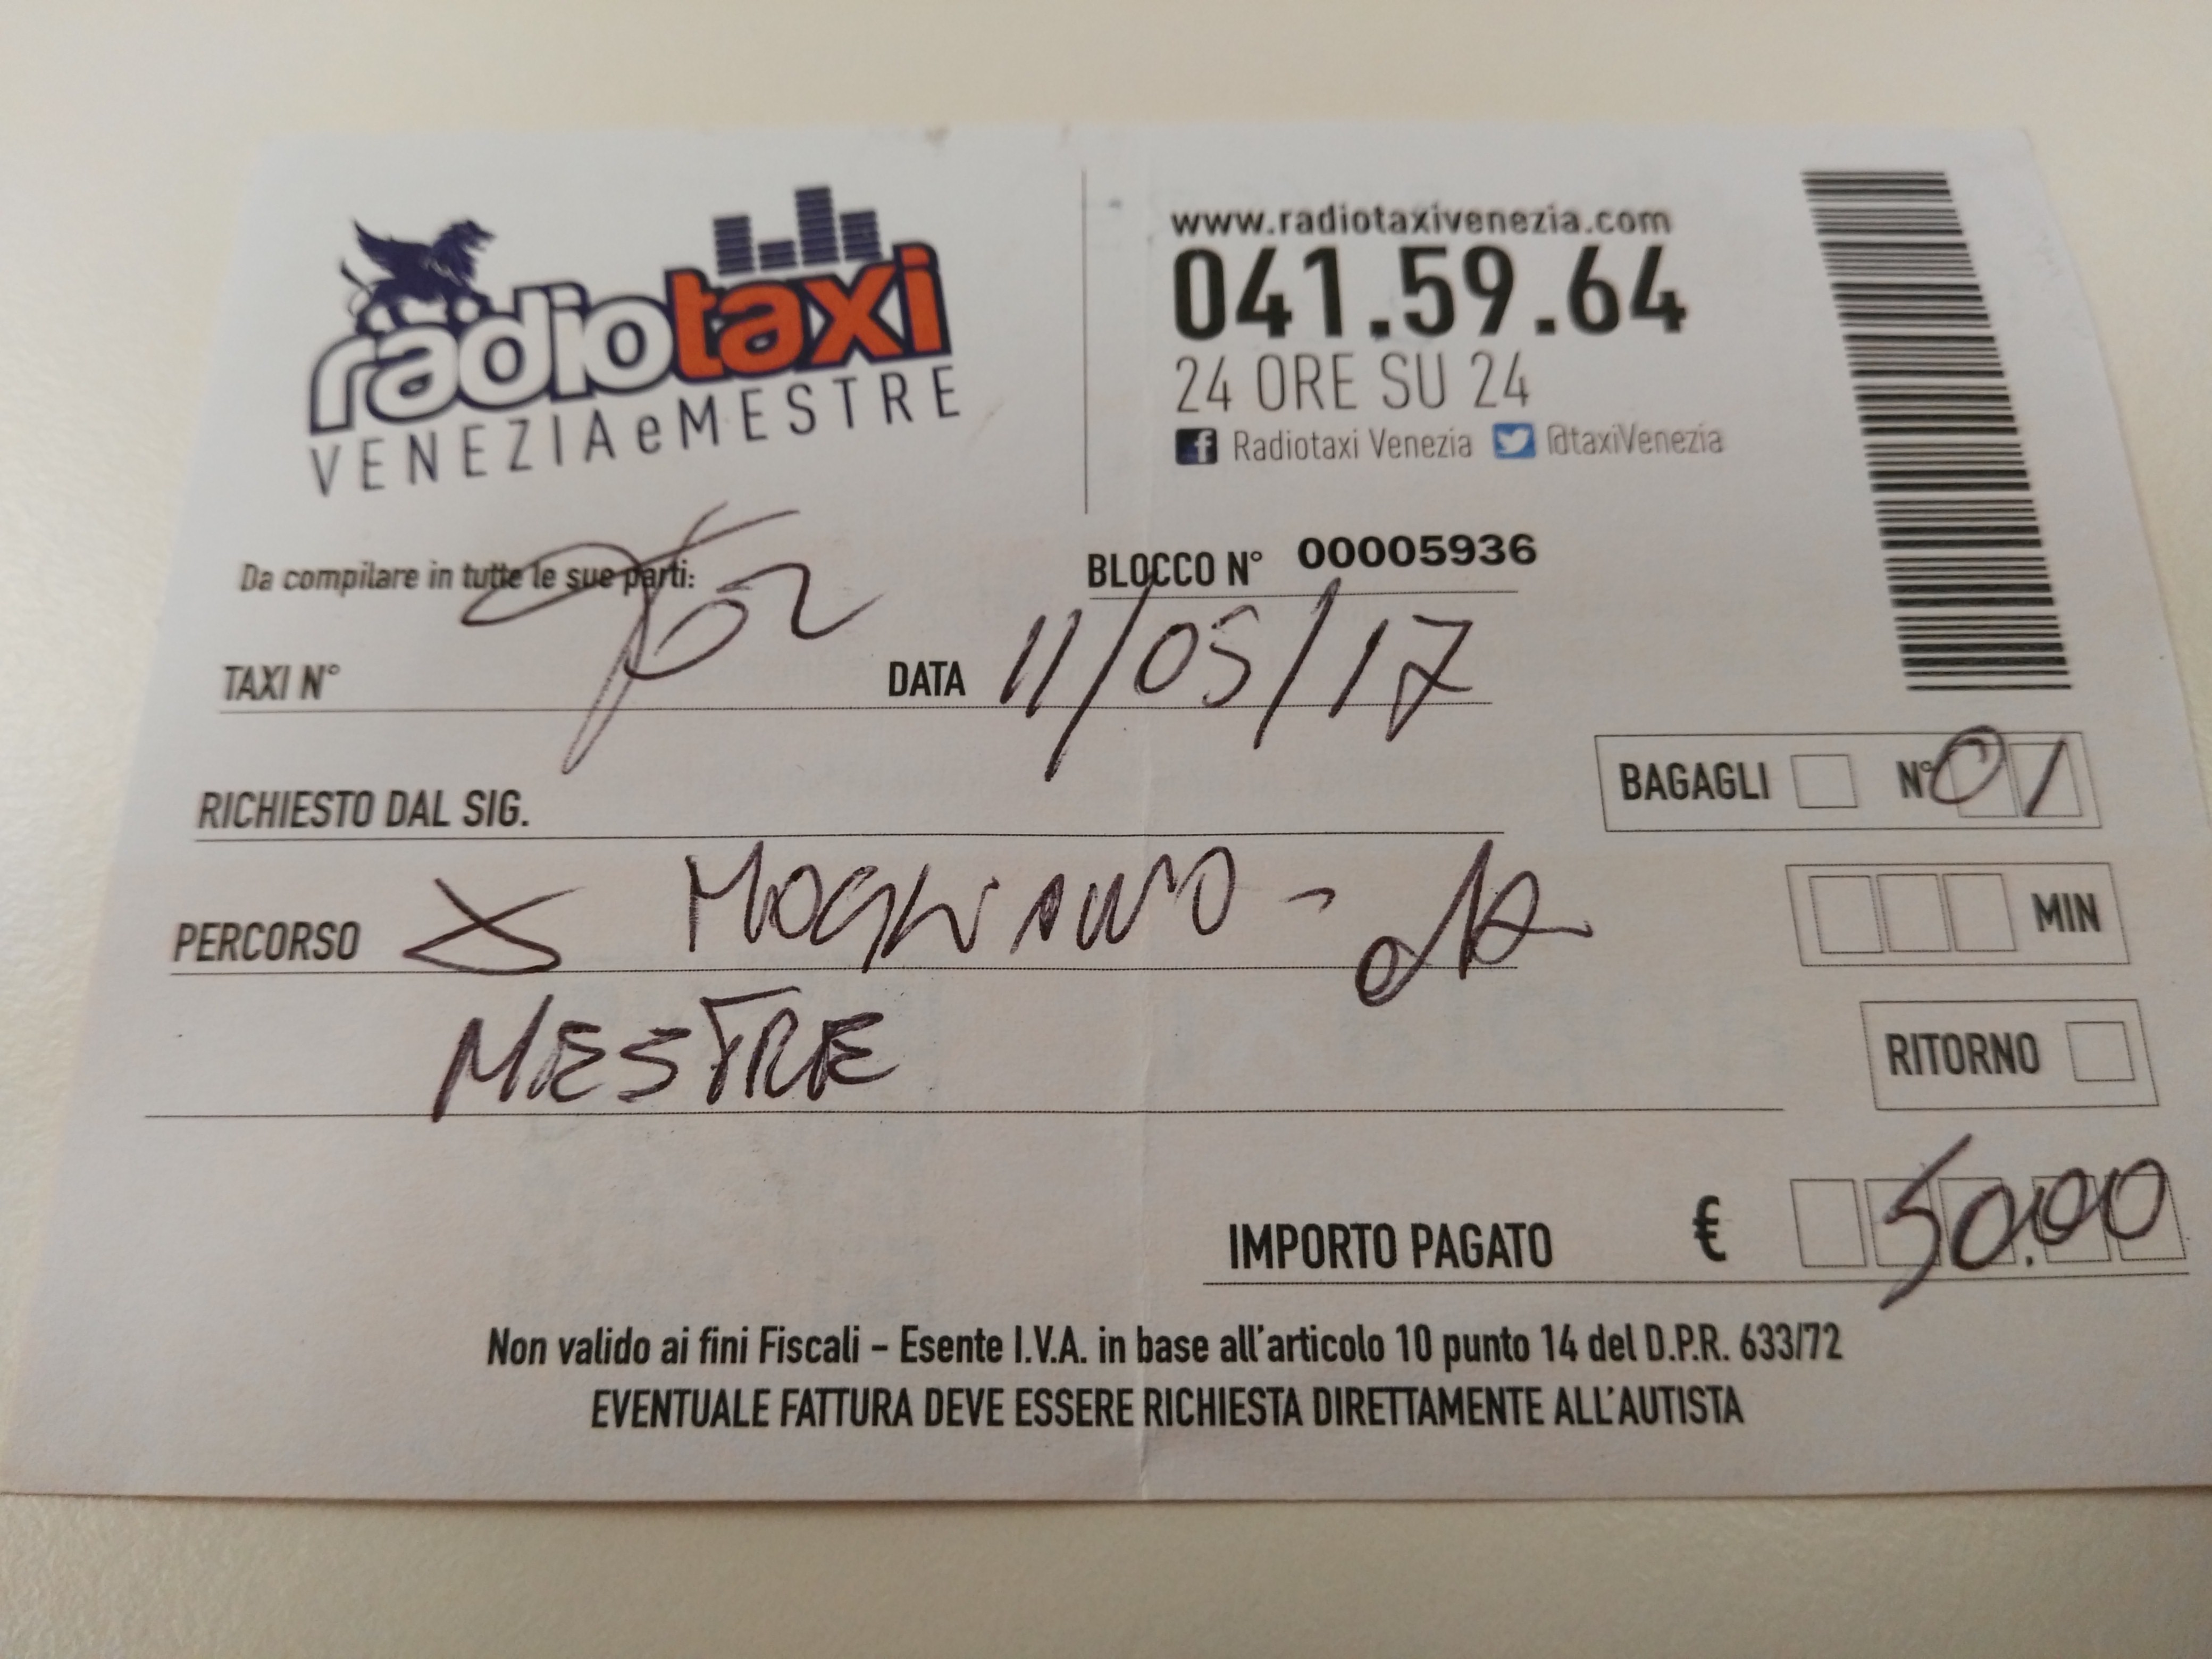 radiotaxi
VENEZIA e MESTRE
www.radiotaxivenezia.com
041.59.64
24 ORE SU 24
f Radiotaxi Venezia @taxiVenezia
Da compilare in tutte le sue parti:
BLOCCO N° 00005936
TAXI N° DATA 11/05/17
RICHIESTO DAL SIG.
BAGAGLI N° 01
PERCORSO X MOGLIANO - da
MESTRE
MIN
RITORNO
IMPORTO PAGATO € 50.00
Non valido ai fini Fiscali – Esente I.V.A. in base all'articolo 10 punto 14 del D.P.R. 633/72
EVENTUALE FATTURA DEVE ESSERE RICHIESTA DIRETTAMENTE ALL'AUTISTA